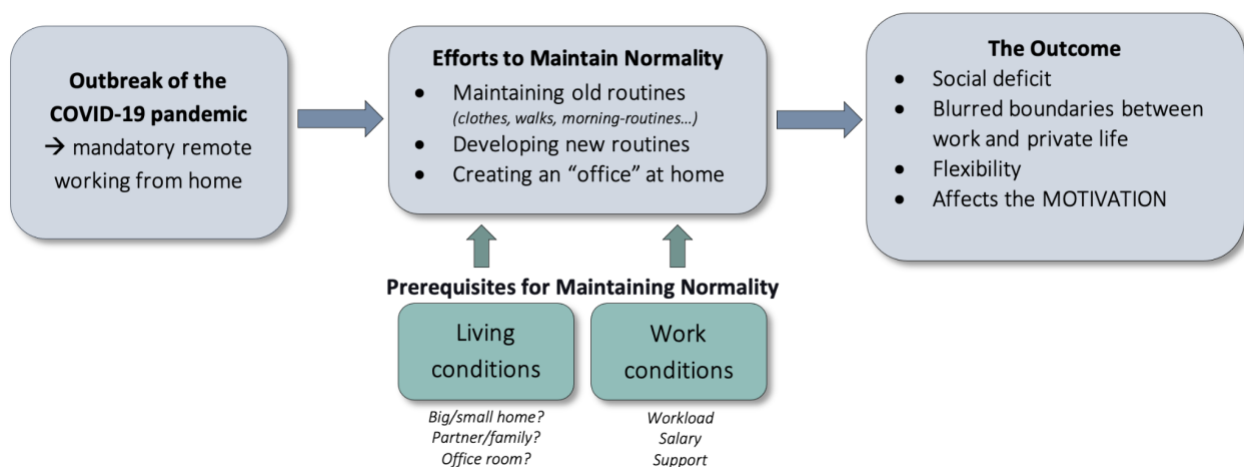 Outbreak of the
COVID-19 pandemic
→ mandatory remote
working from home
Efforts to Maintain Normality
• Maintaining old routines
(clothes, walks, morning-routines...)
• Developing new routines
• Creating an “office” at home
The Outcome
• Social deficit
• Blurred boundaries between
work and private life
• Flexibility
• Affects the MOTIVATION
Prerequisites for Maintaining Normality
Living
conditions
Big/small home?
Partner/family?
Office room?
Work
conditions
Workload
Salary
Support